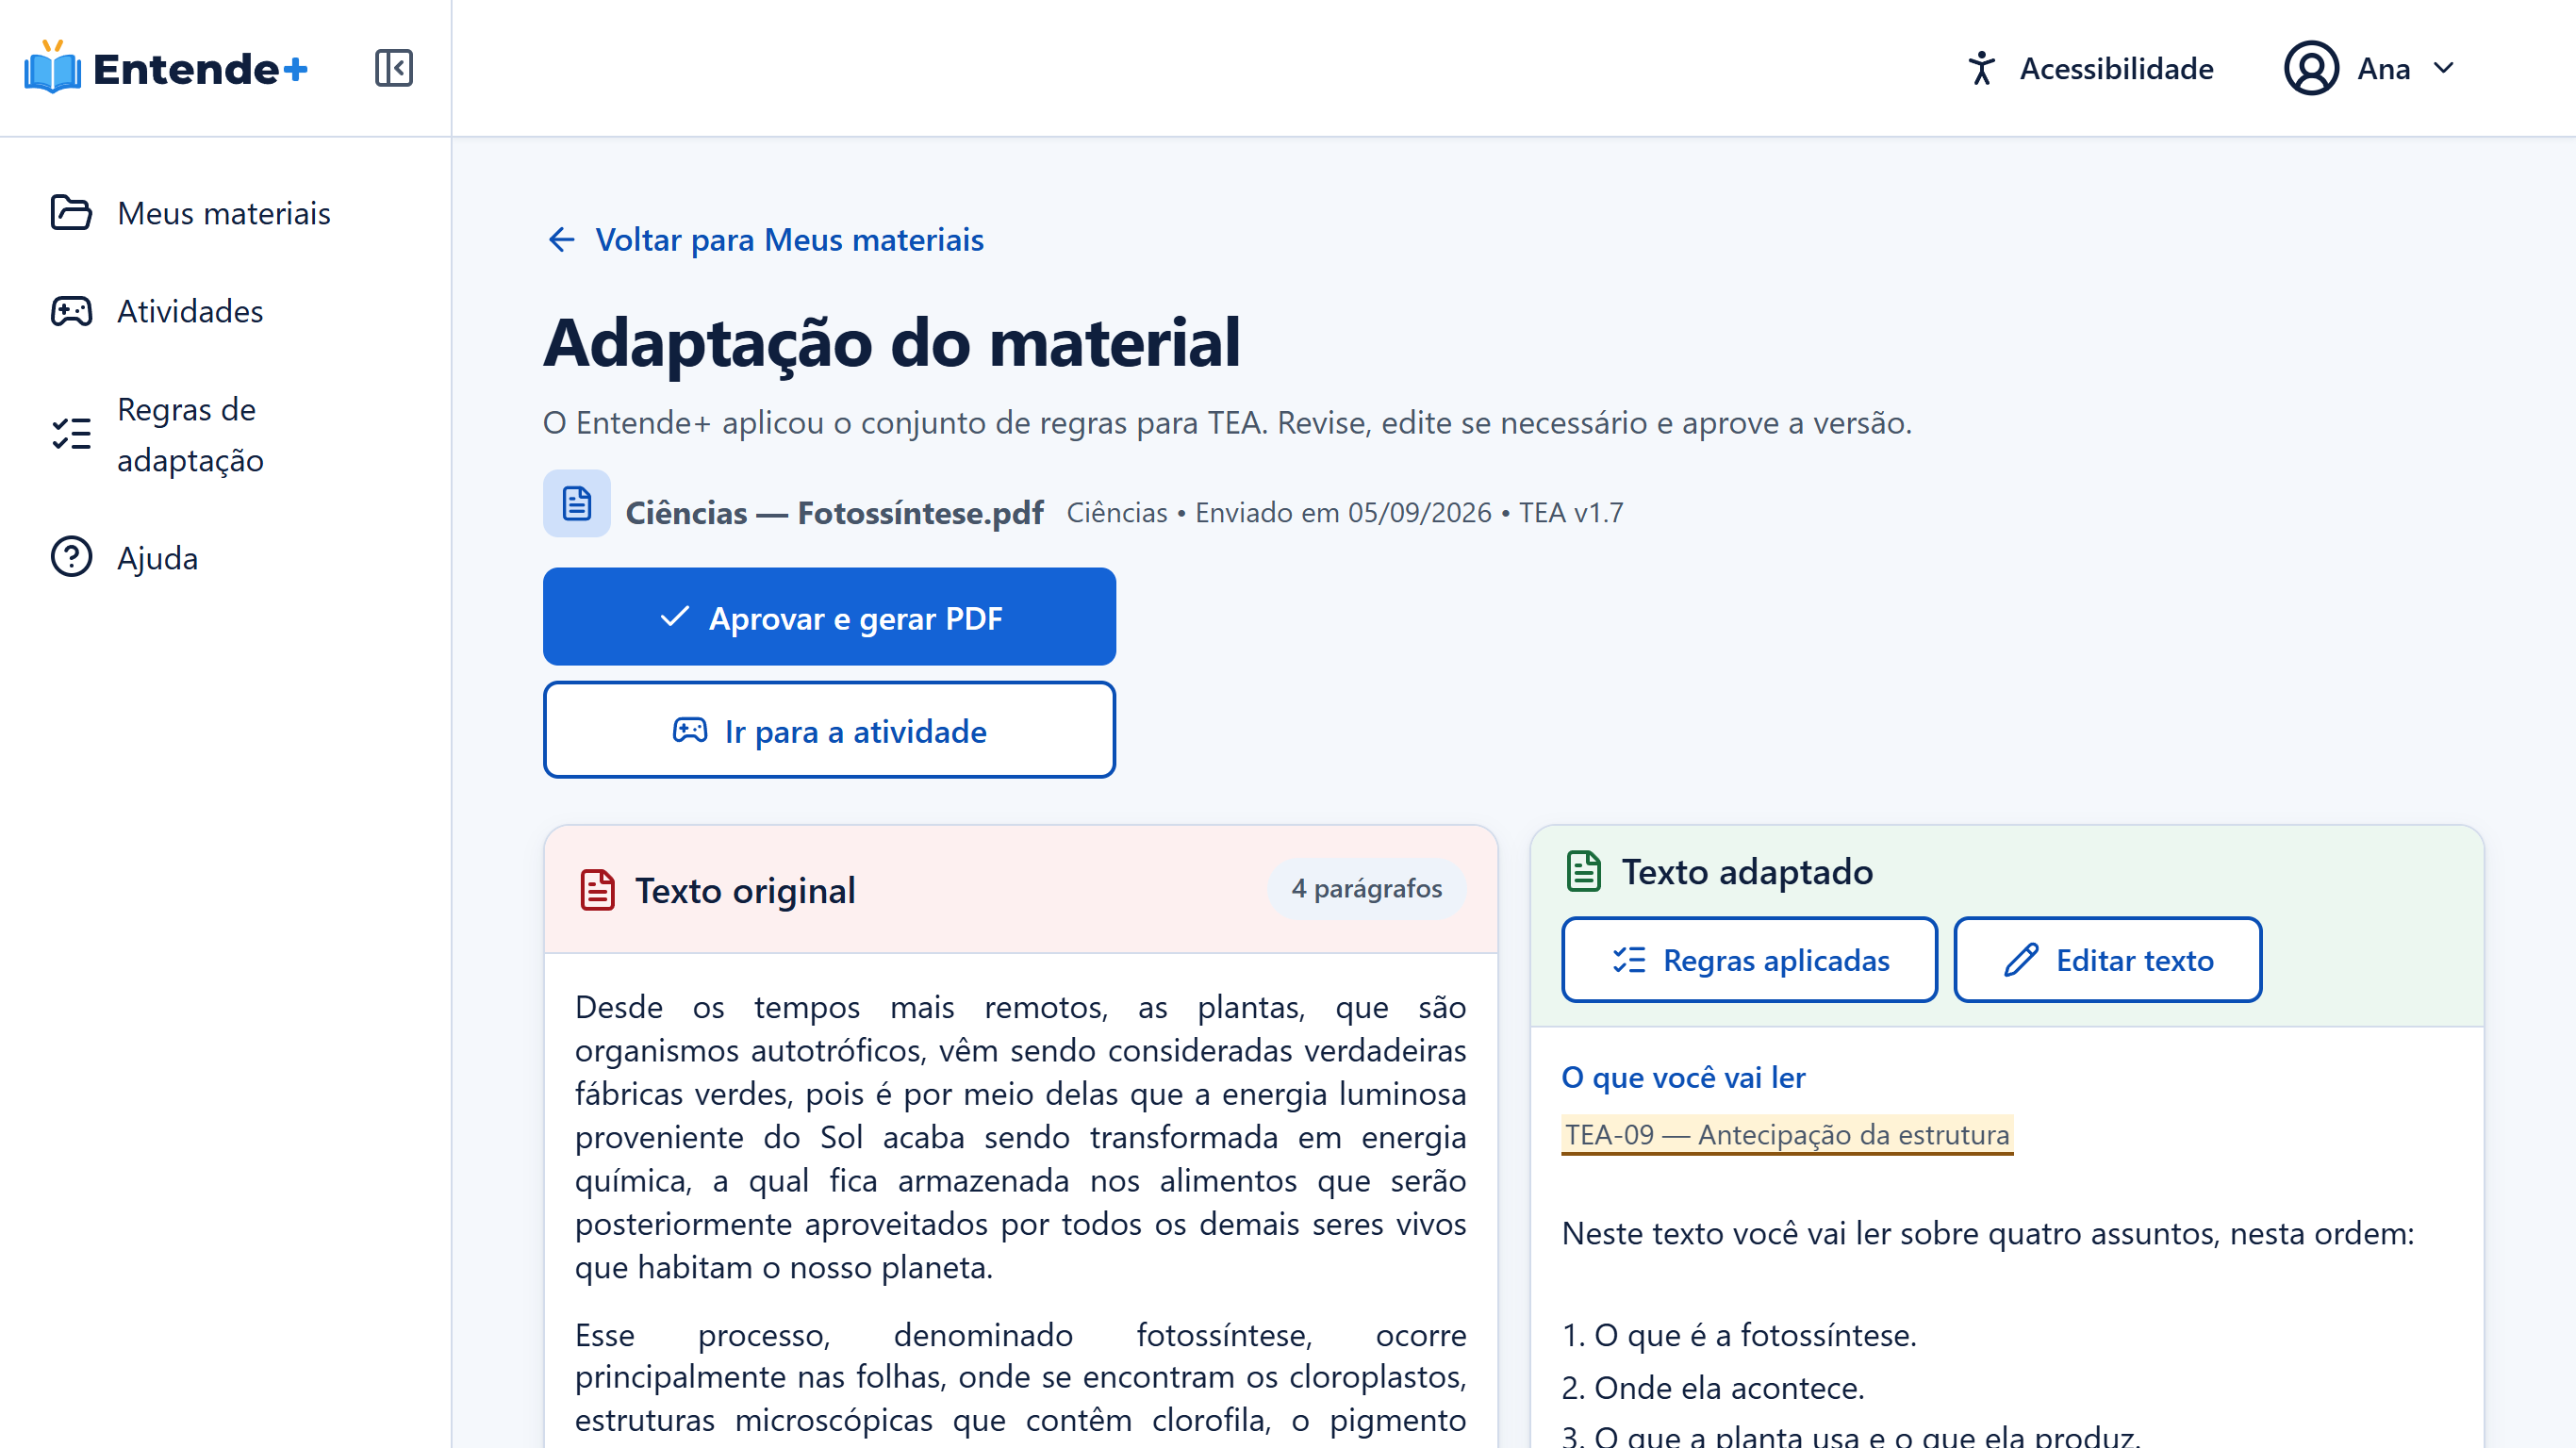 Entende+
Acessibilidade
Ana
Meus materiais
Atividades
Regras de
adaptação
Ajuda
Voltar para Meus materiais
Adaptação do material
O Entende+ aplicou o conjunto de regras para TEA. Revise, edite se necessário e aprove a versão.
Ciências — Fotossíntese.pdf Ciências • Enviado em 05/09/2026 • TEA v1.7
Aprovar e gerar PDF
Ir para a atividade
Texto original
4 parágrafos
Desde os tempos mais remotos, as plantas, que são
organismos autotróficos, vêm sendo consideradas verdadeiras
fábricas verdes, pois é por meio delas que a energia luminosa
proveniente do Sol acaba sendo transformada em energia
química, a qual fica armazenada nos alimentos que serão
posteriormente aproveitados por todos os demais seres vivos
que habitam o nosso planeta.
Esse processo, denominado fotossíntese, ocorre
principalmente nas folhas, onde se encontram os cloroplastos,
estruturas microscópicas que contêm clorofila, o pigmento
Texto adaptado
Regras aplicadas
Editar texto
O que você vai ler
TEA-09 — Antecipação da estrutura
Neste texto você vai ler sobre quatro assuntos, nesta ordem:
1. O que é a fotossíntese.
2. Onde ela acontece.
3. O que a planta usa e o que ela produz.